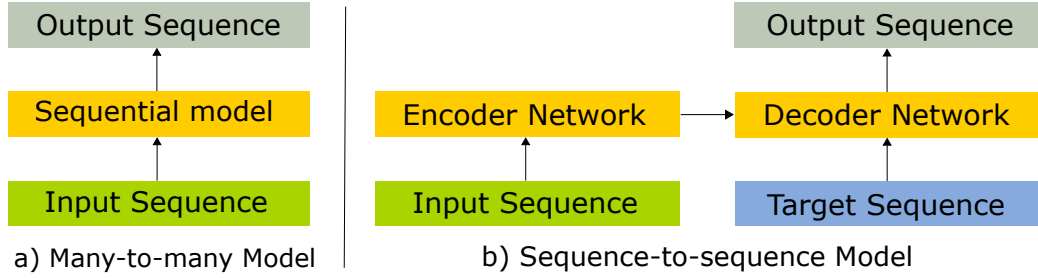 Output Sequence
Sequential model
Input Sequence
a) Many-to-many Model
Output Sequence
Encoder Network
Decoder Network
Input Sequence
Target Sequence
b) Sequence-to-sequence Model